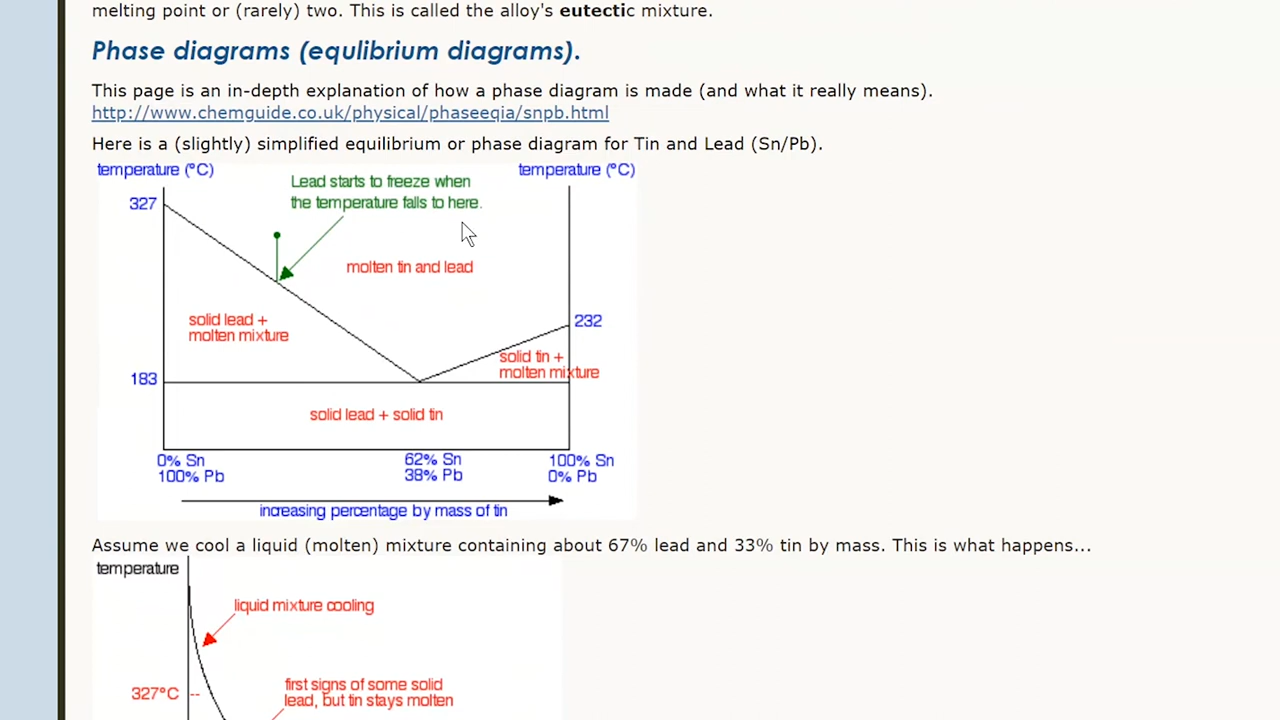 melting point or (rarely) two. This is called the alloy's eutectic mixture.
Phase diagrams (equlibrium diagrams).
This page is an in-depth explanation of how a phase diagram is made (and what it really means).
http://www.chemguide.co.uk/physical/phaseeqia/snpb.html
Here is a (slightly) simplified equilibrium or phase diagram for Tin and Lead (Sn/Pb).
temperature (°C)
temperature (°C)
Lead starts to freeze when
the temperature falls to here.
327
molten tin and lead
solid lead +
molten mixture
232
solid tin +
molten mixture
183
solid lead + solid tin
0% Sn
100% Pb
62% Sn
38% Pb
100% Sn
0% Pb
increasing percentage by mass of tin
Assume we cool a liquid (molten) mixture containing about 67% lead and 33% tin by mass. This is what happens...
temperature
liquid mixture cooling
327°C
first signs of some solid
lead, but tin stays molten